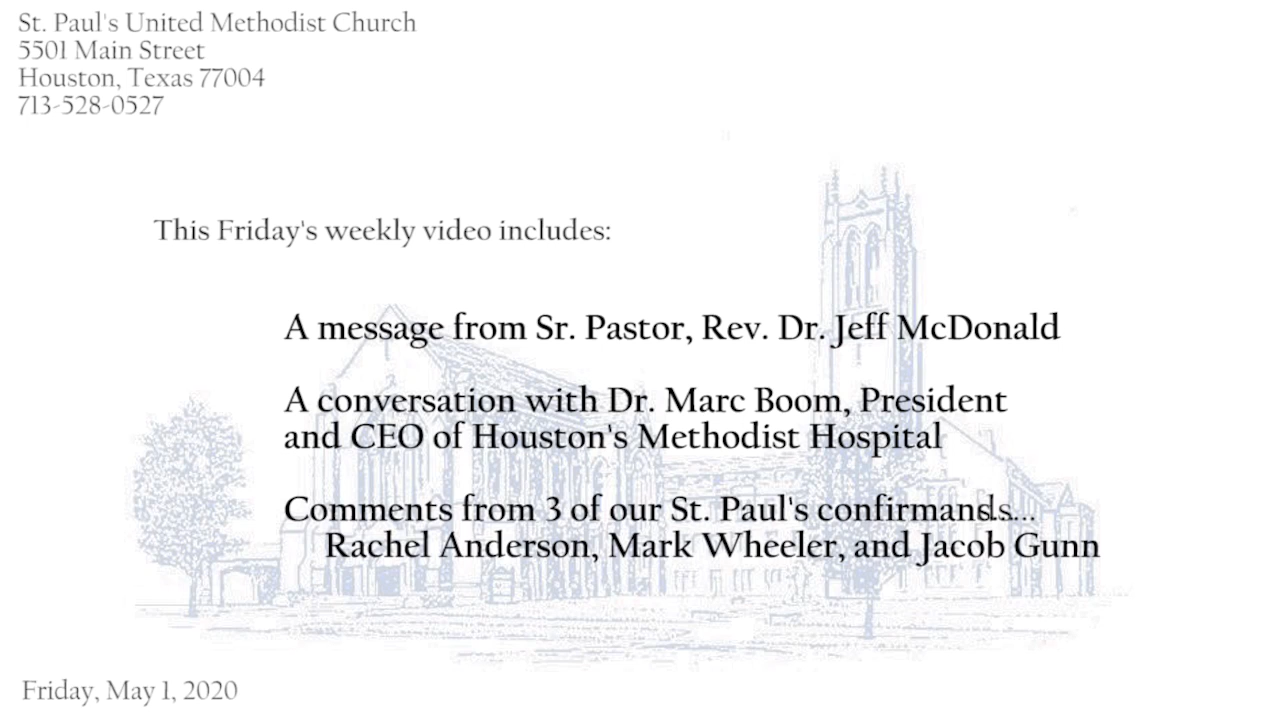 St. Paul's United Methodist Church
5501 Main Street
Houston, Texas 77004
713-528-0527
This Friday's weekly video includes:
A message from Sr. Pastor, Rev. Dr. Jeff McDonald
A conversation with Dr. Marc Boom, President
and CEO of Houston's Methodist Hospital
Comments from 3 of our St. Paul's confirmands...
Rachel Anderson, Mark Wheeler, and Jacob Gunn
Friday, May 1, 2020